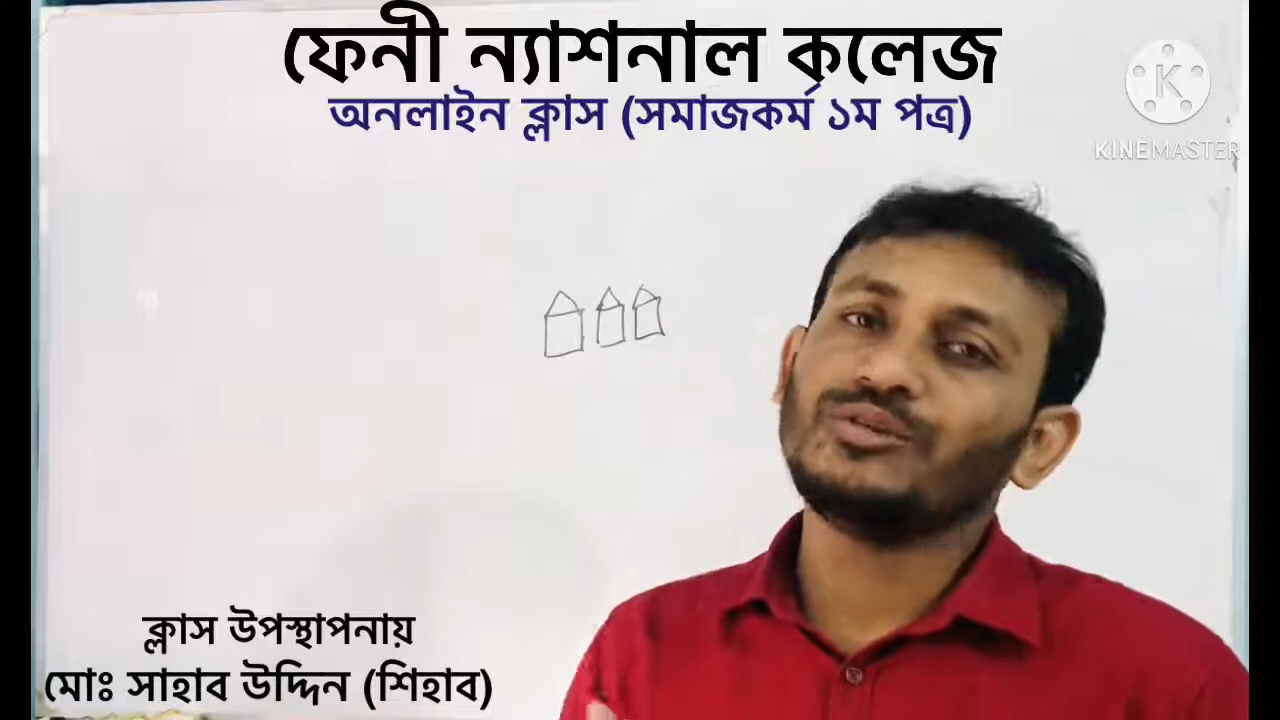 ফেনী ন্যাশনাল কলেজ
অনলাইন ক্লাস (সমাজকর্ম ১ম পত্র)
K
KINEMASTER
ক্লাস উপস্থাপনায়
মোঃ সাহাব উদ্দিন (শিহাব)